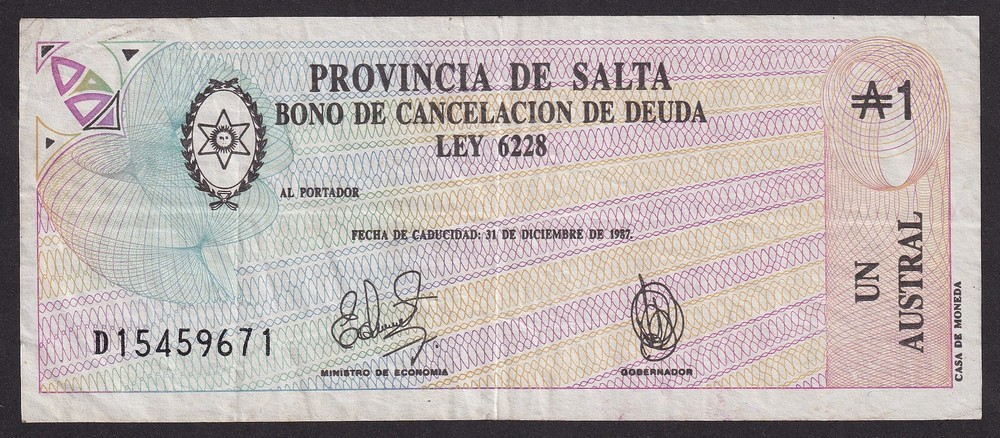 PROVINCIA DE SALTA
BONO DE CANCELACION DE DEUDA
LEY 6228
₳1
AL PORTADOR
FECHA DE CADUCIDAD: 31 DE DICIEMBRE DE 1987.
D15459671
MINISTRO DE ECONOMIA
GOBERNADOR
UN
AUSTRAL
CASA DE MONEDA